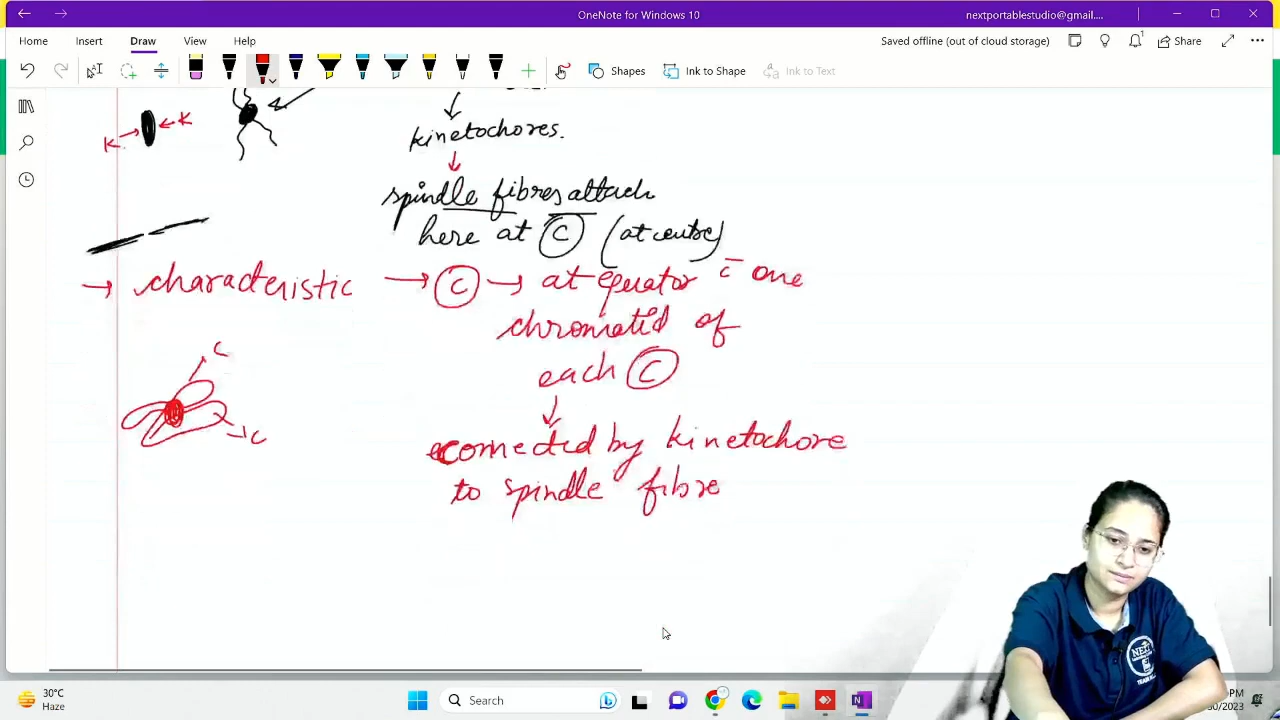 OneNote for Windows 10
nextportablestudio@gmail....
Home Insert Draw View Help
Saved offline (out of cloud storage)
Share
Shapes
Ink to Shape
Ink to Text
kinetochores.
K K
spindle fibres attach
here at C (at centre)
→ characteristic → C → at equator c̄ one
chromatid of
each C
C
C
connected by kinetochore
to spindle fibre
NEXT
30°C
Haze
Search